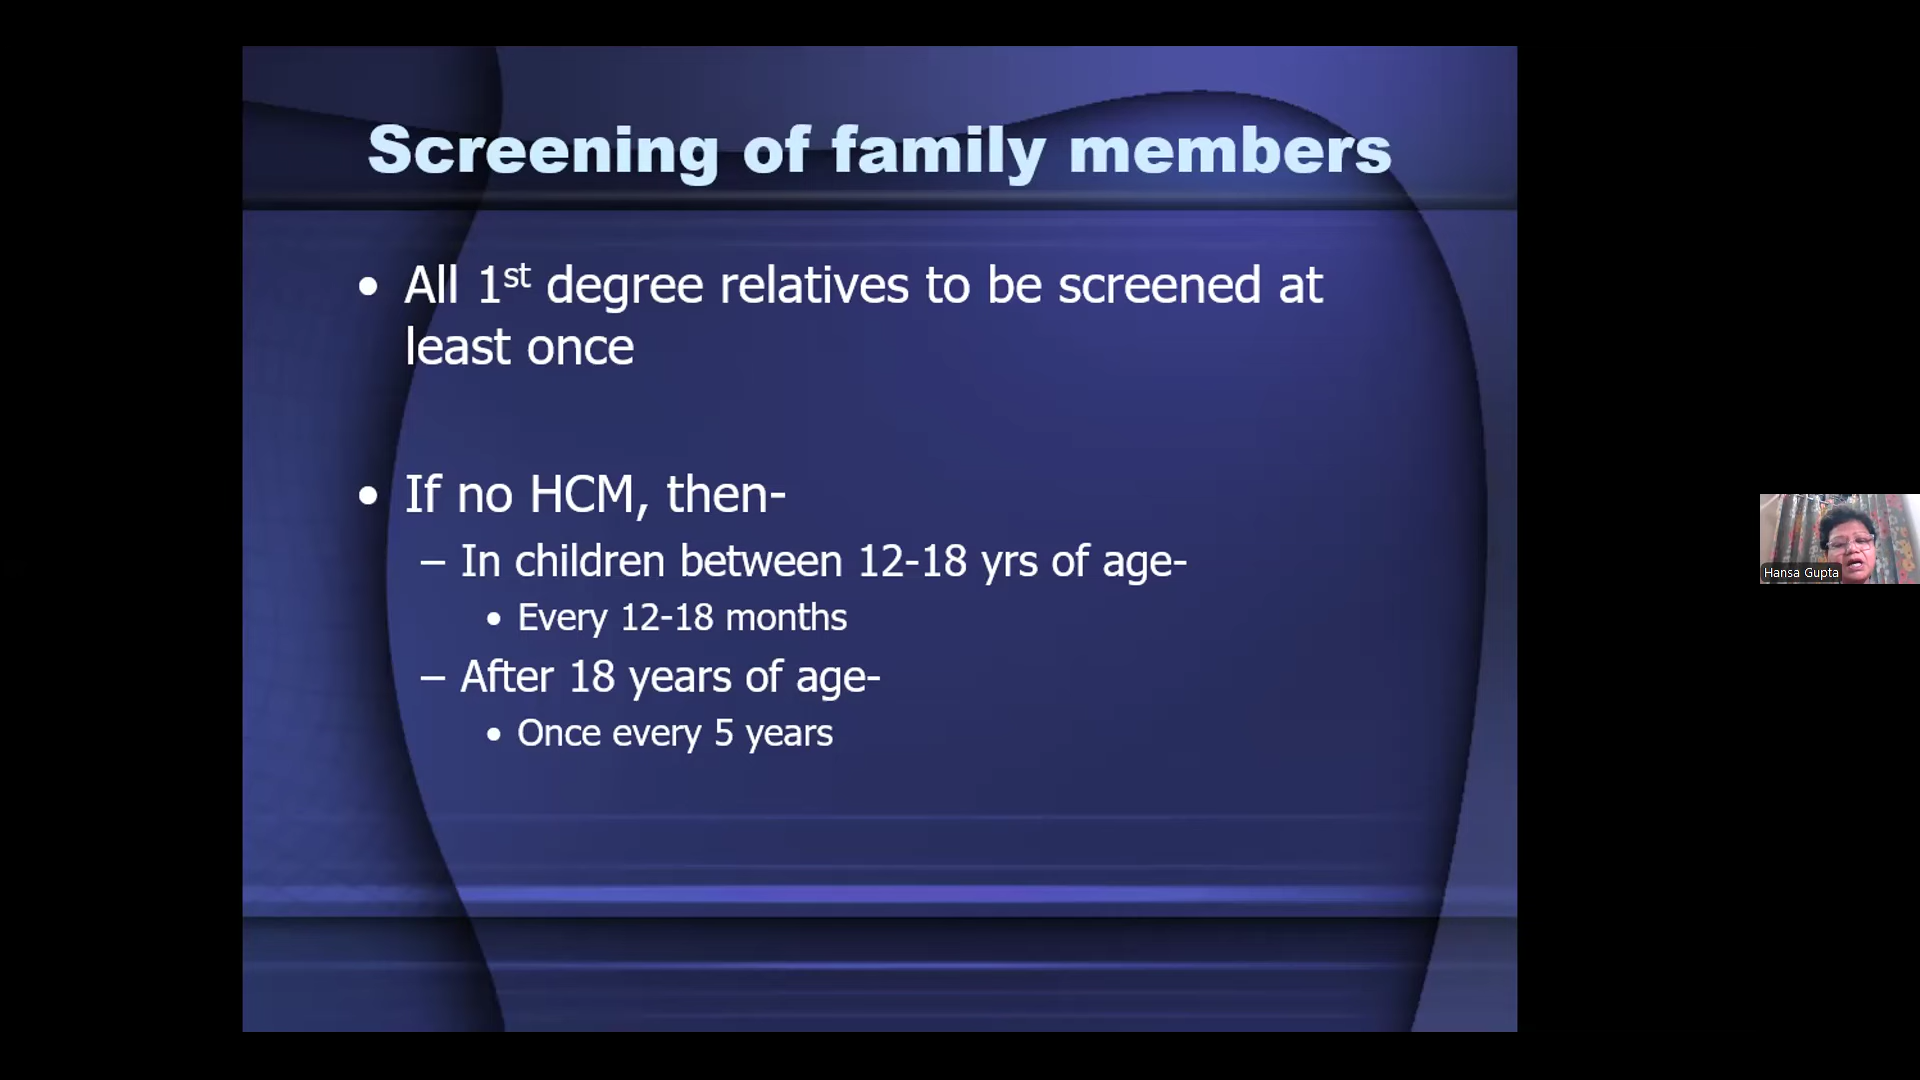 Screening of family members
• All 1st degree relatives to be screened at
least once
• If no HCM, then-
– In children between 12-18 yrs of age-
• Every 12-18 months
– After 18 years of age-
• Once every 5 years
Hansa Gupta